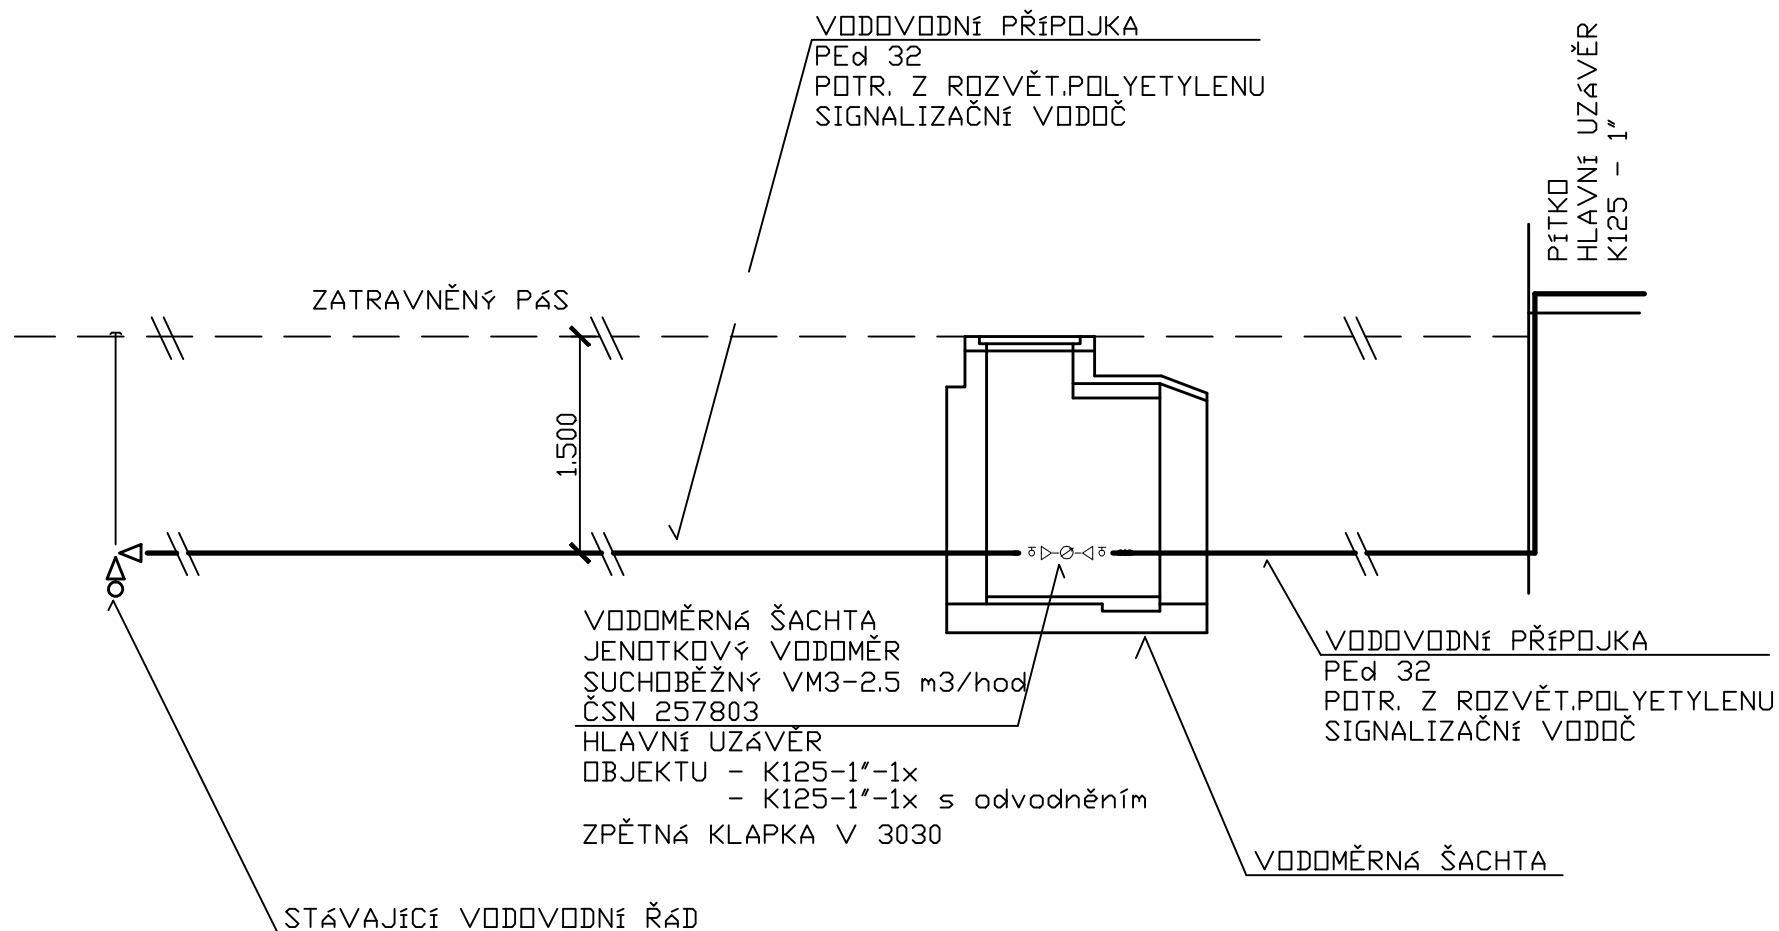 VODOVODNÍ PŘÍPOJKA
PEd 32
POTR. Z ROZVĚT.POLYETYLENU
SIGNALIZAČNÍ VODOČ
PÍTKO
HLAVNÍ UZÁVĚR
K125 - 1"
ZATRAVNĚNÝ PÁS
1.500
VODOMĚRNÁ ŠACHTA
JENOTKOVÝ VODOMĚR
SUCHOBĚŽNÝ VM3-2.5 m3/hod
ČSN 257803
HLAVNÍ UZÁVĚR
OBJEKTU - K125-1"-1x
- K125-1"-1x s odvodněním
ZPĚTNÁ KLAPKA V 3030
VODOVODNÍ PŘÍPOJKA
PEd 32
POTR. Z ROZVĚT.POLYETYLENU
SIGNALIZAČNÍ VODOČ
VODOMĚRNÁ ŠACHTA
STÁVAJÍCÍ VODOVODNÍ ŘÁD